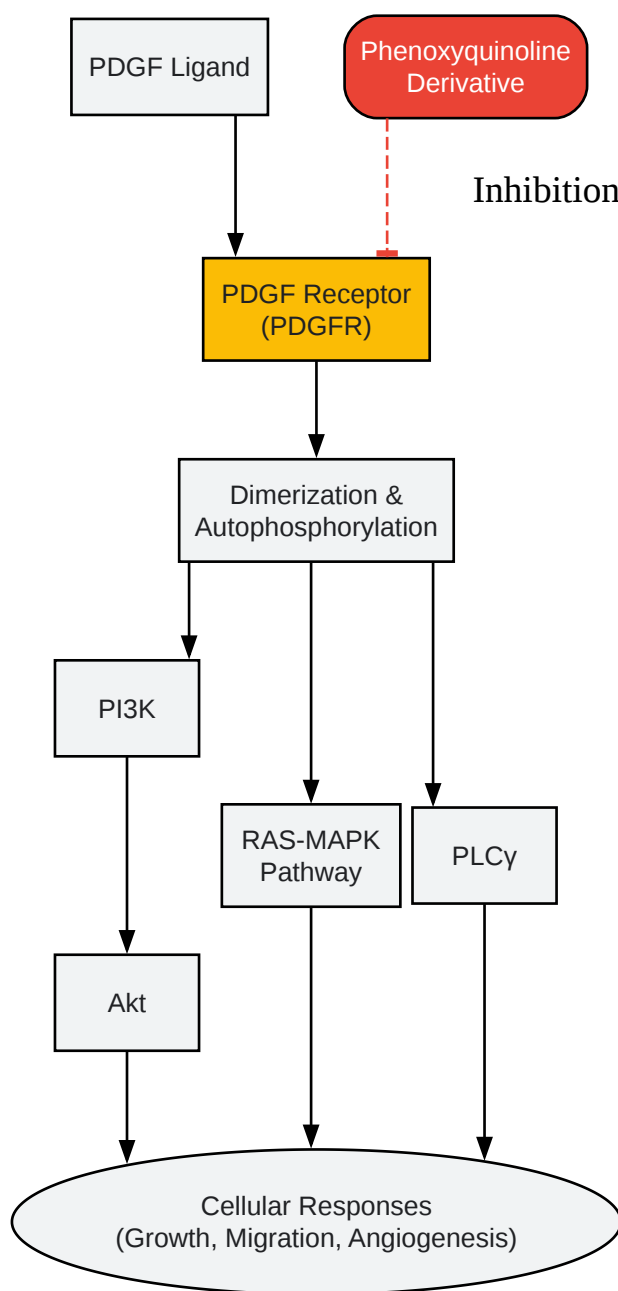 PDGF Ligand
Phenoxyquinoline
Derivative
Inhibition
PDGF Receptor
(PDGFR)
Dimerization &
Autophosphorylation
PI3K
RAS-MAPK
Pathway
PLCγ
Akt
Cellular Responses
(Growth, Migration, Angiogenesis)